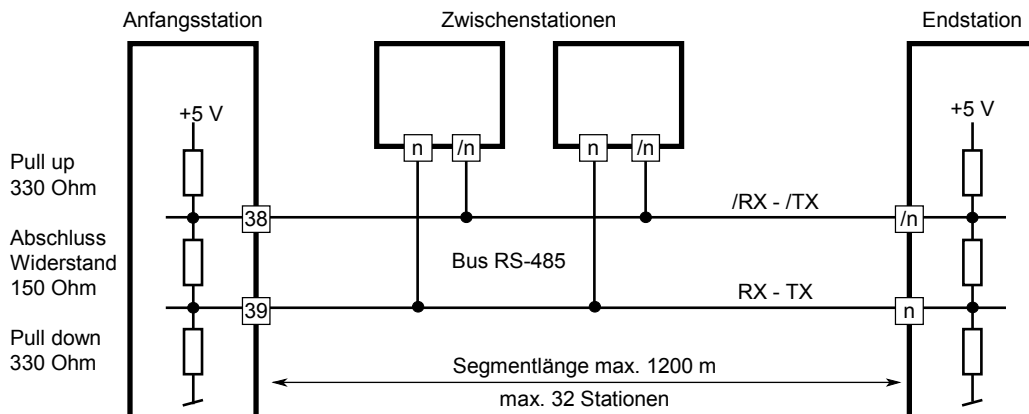 Anfangsstation
Zwischenstationen
Endstation
+5 V
+5 V
Pull up
330 Ohm
n
/n
n
/n
/RX - /TX
38
/n
Abschluss
Widerstand
150 Ohm
Bus RS-485
RX - TX
39
n
Pull down
330 Ohm
Segmentlänge max. 1200 m
max. 32 Stationen